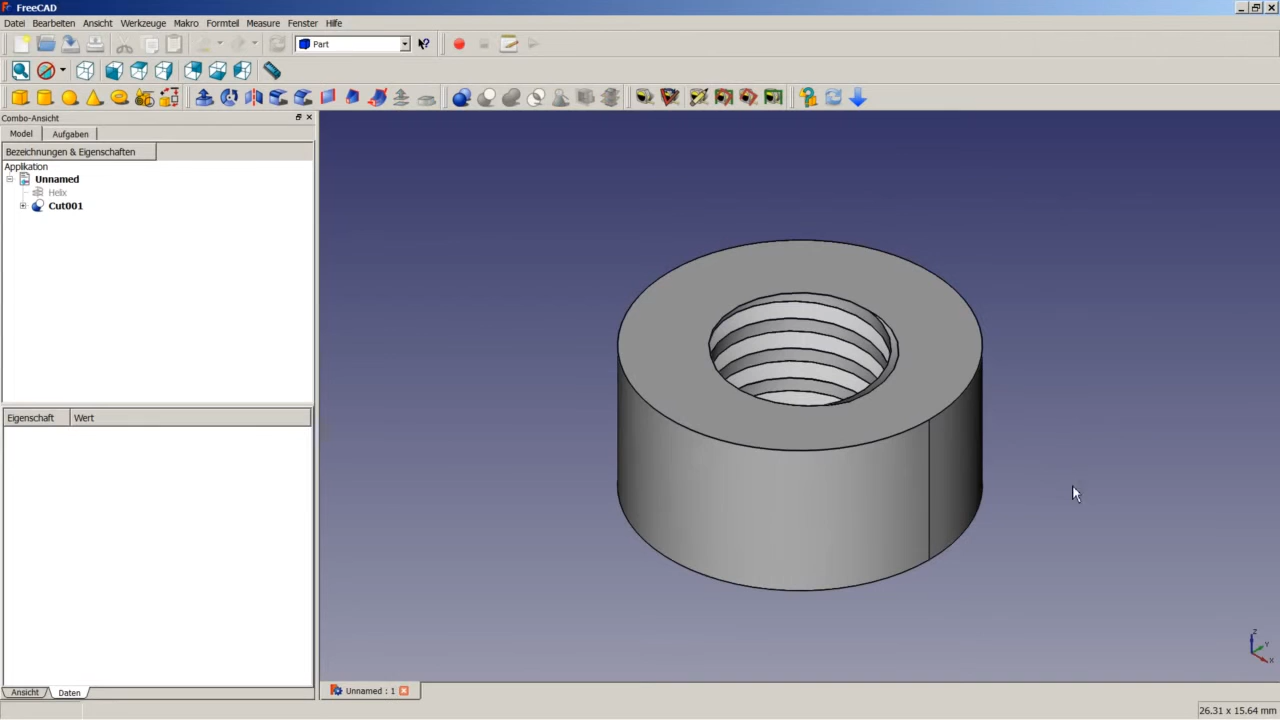 FreeCAD
Datei Bearbeiten Ansicht Werkzeuge Makro Formteil Measure Fenster Hilfe
Part
Combo-Ansicht
Model Aufgaben
Bezeichnungen & Eigenschaften
Applikation
Unnamed
Helix
Cut001
Eigenschaft Wert
Z
Y
X
Ansicht Daten
Unnamed : 1
26.31 x 15.64 mm